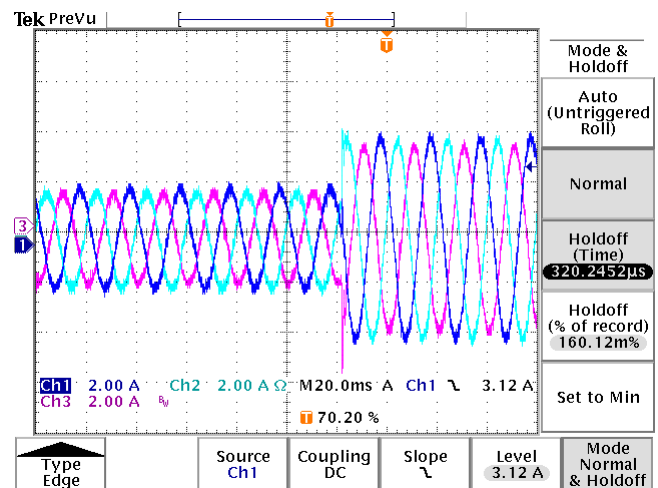 Tek PreVu
T
T
Mode &
Holdoff
Auto
(Untriggered
Roll)
Normal
Holdoff
(Time)
320.2452µs
Holdoff
(% of record)
160.12m%
Set to Min
3
1
Ch1 2.00 A Ch2 2.00 A Ω M20.0ms A Ch1 3.12 A
Ch3 2.00 A BW
T 70.20 %
Type
Edge
Source
Ch1
Coupling
DC
Slope
Level
3.12 A
Mode
Normal
& Holdoff